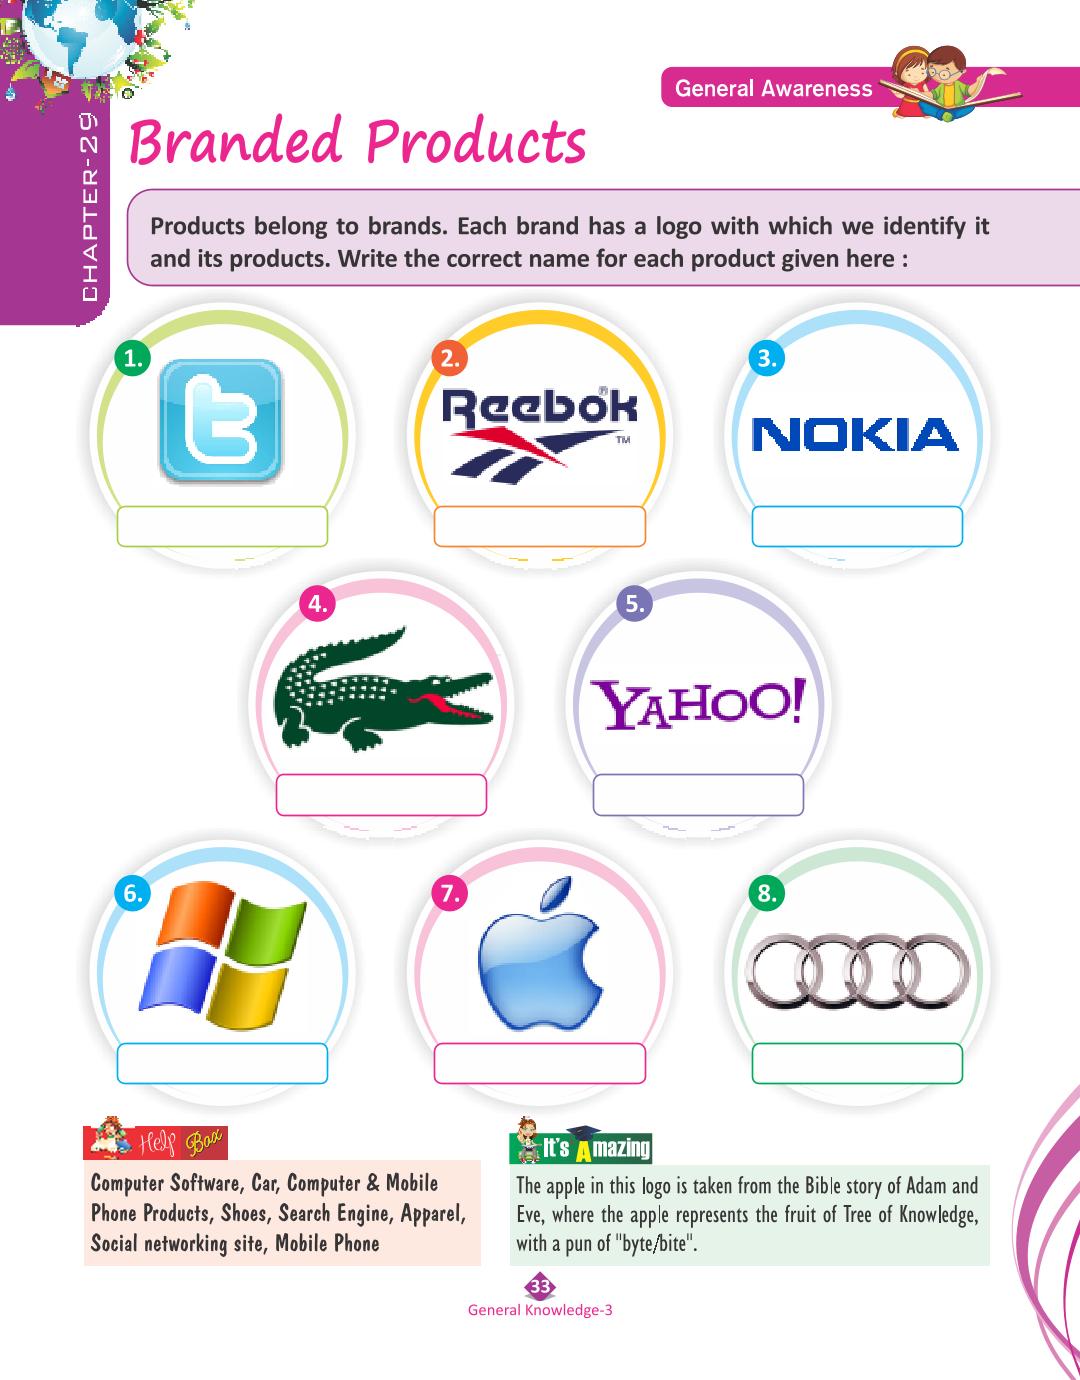 General Awareness
CHAPTER-29
Branded Products
Products belong to brands. Each brand has a logo with which we identify it
and its products. Write the correct name for each product given here :
1.
2.
3.
t
Reebok®
TM
NOKIA
4.
5.
YAHOO!
6.
7.
8.
Help Box
Computer Software, Car, Computer & Mobile
Phone Products, Shoes, Search Engine, Apparel,
Social networking site, Mobile Phone
It's Amazing
The apple in this logo is taken from the Bible story of Adam and
Eve, where the apple represents the fruit of Tree of Knowledge,
with a pun of "byte/bite".
33
General Knowledge-3